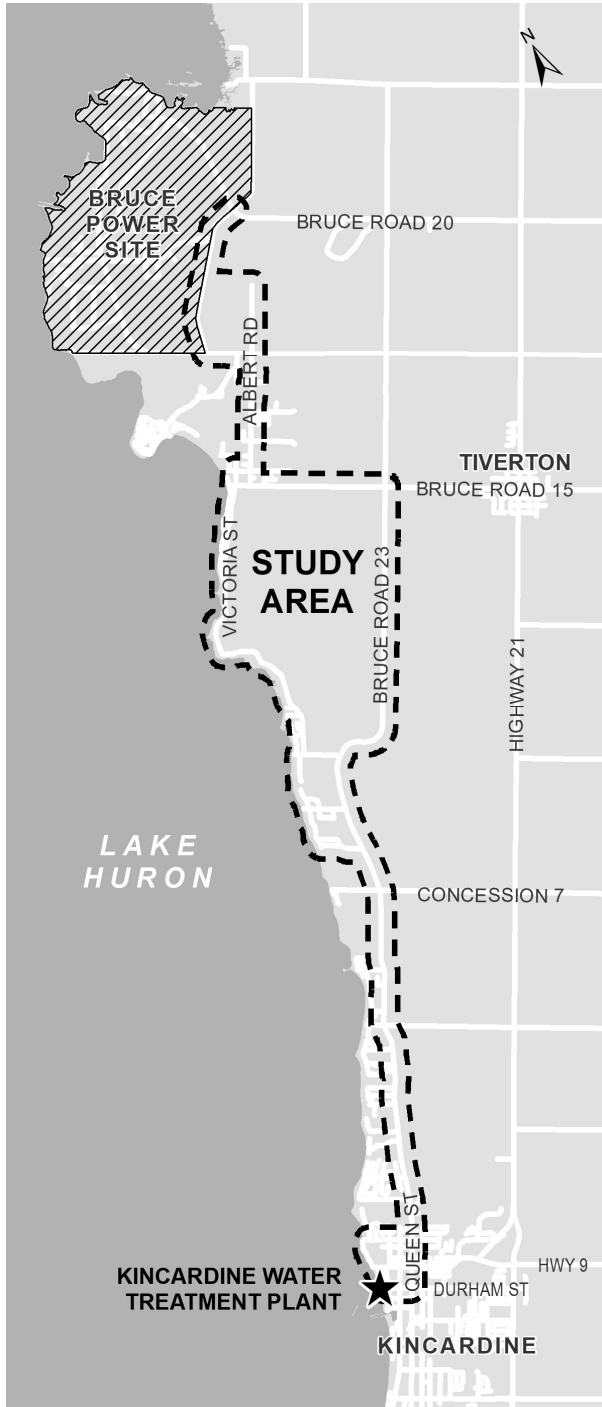 N
BRUCE
POWER
SITE
BRUCE ROAD 20
ALBERT RD
TIVERTON
BRUCE ROAD 15
VICTORIA ST
STUDY
AREA
BRUCE ROAD 23
HIGHWAY 21
LAKE
HURON
CONCESSION 7
QUEEN ST
HWY 9
KINCARDINE WATER
TREATMENT PLANT
DURHAM ST
KINCARDINE